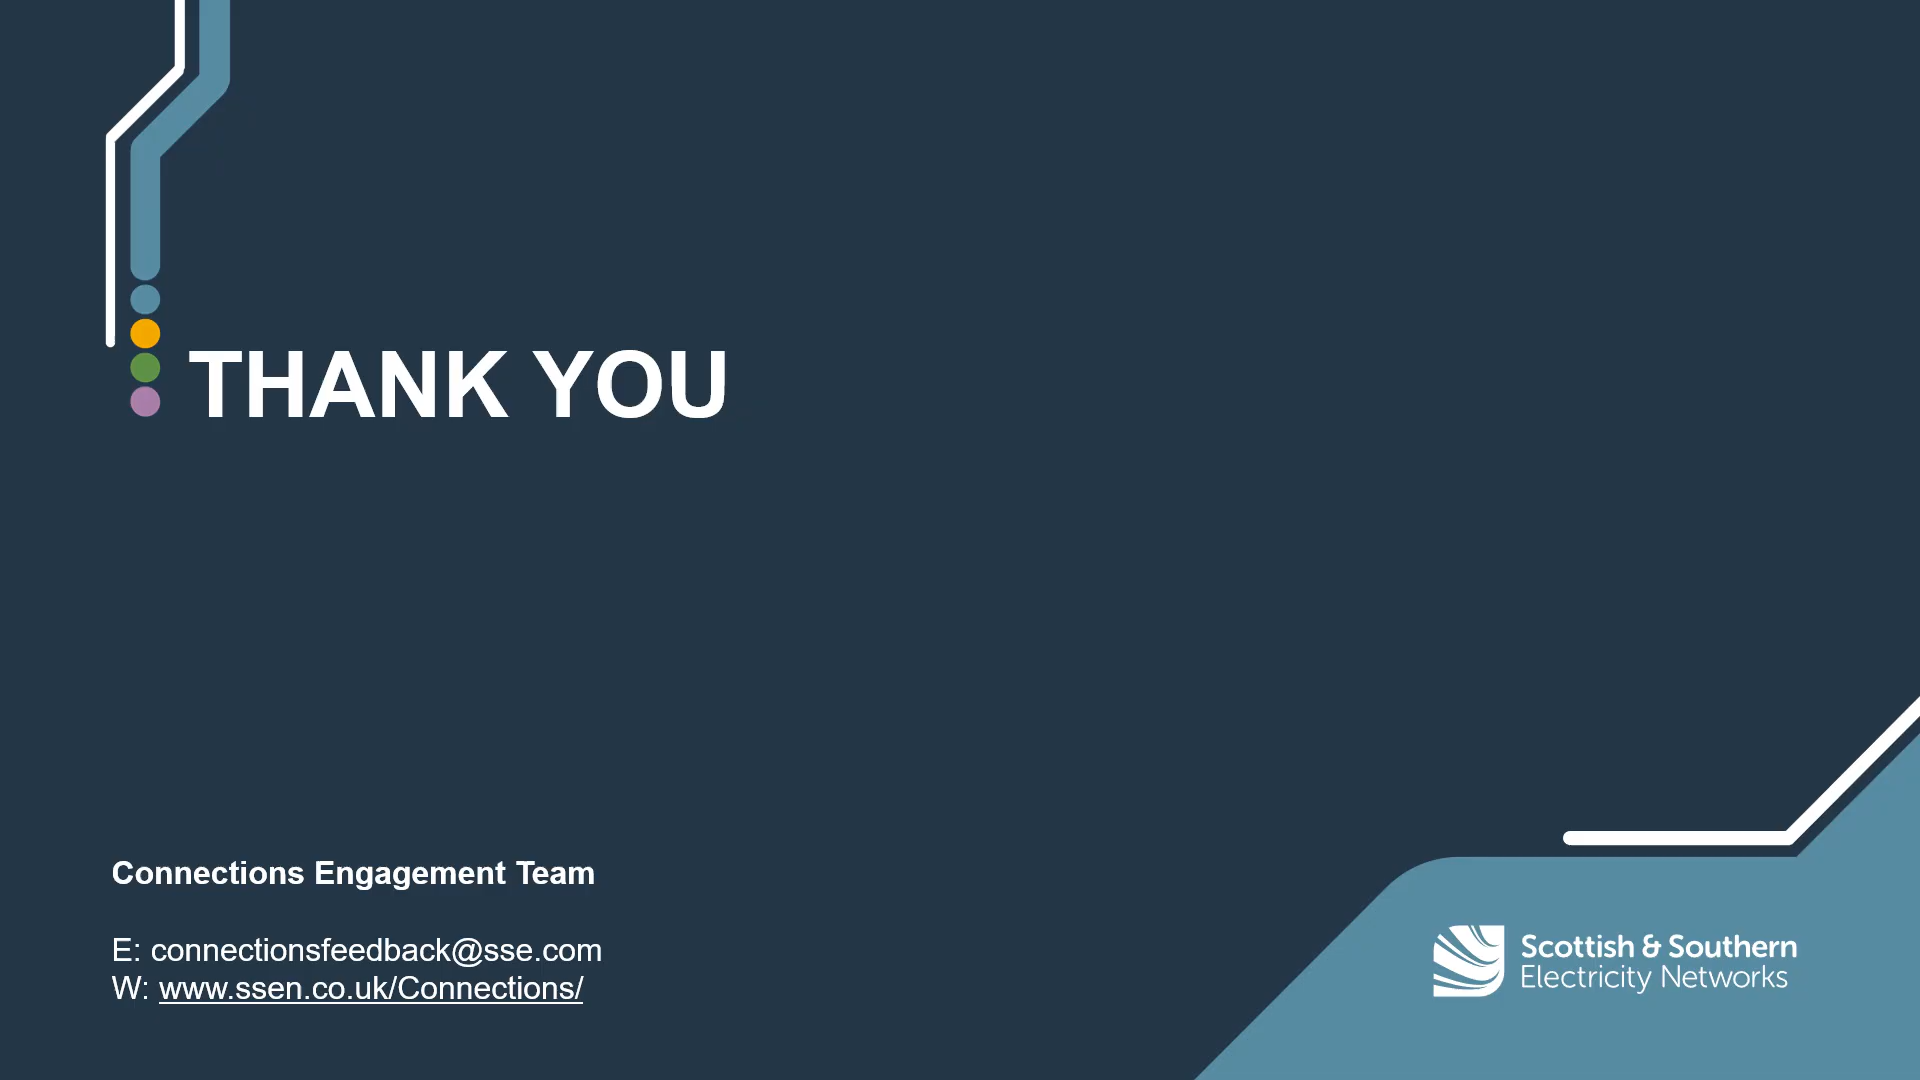 THANK YOU
Connections Engagement Team
E: connectionsfeedback@sse.com
W: www.ssen.co.uk/Connections/
Scottish & Southern
Electricity Networks